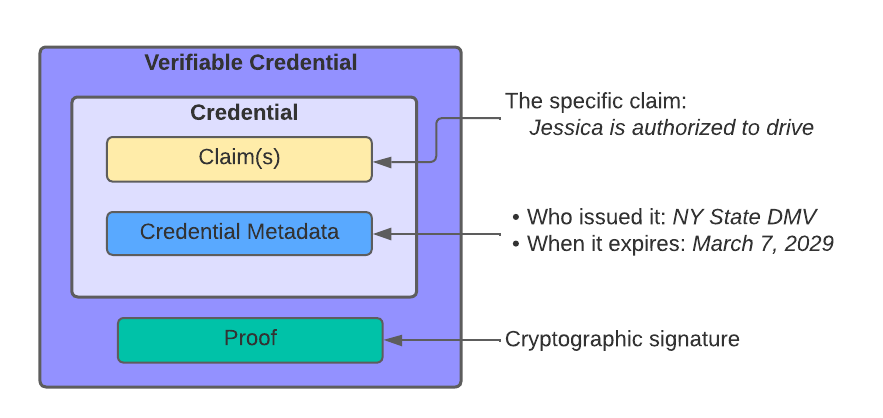 Verifiable Credential
Credential
The specific claim:
Jessica is authorized to drive
Claim(s)
Credential Metadata
• Who issued it: NY State DMV
• When it expires: March 7, 2029
Proof
Cryptographic signature